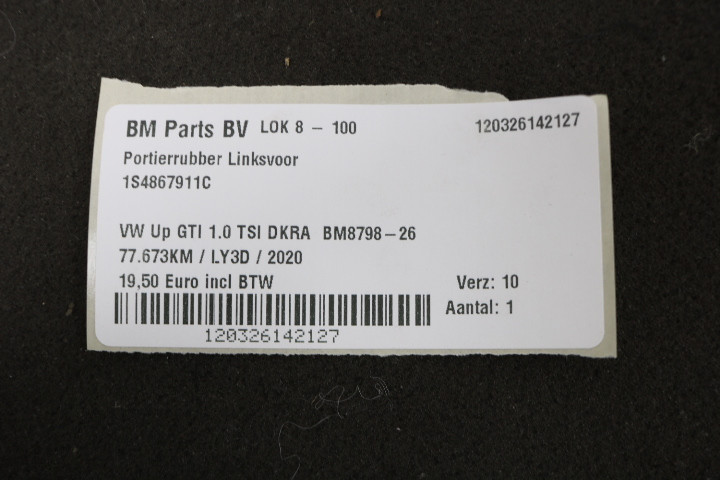 BM Parts BV LOK 8 - 100 120326142127
Portierrubber Linksvoor
1S4867911C
VW Up GTI 1.0 TSI DKRA BM8798-26
77.673KM / LY3D / 2020
19,50 Euro incl BTW Verz: 10
Aantal: 1
120326142127